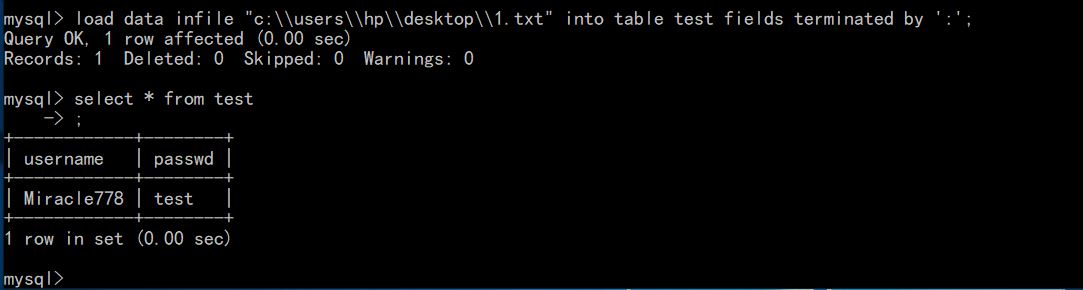 mysql> load data infile "c:\\users\\hp\\desktop\\1.txt" into table test fields terminated by ':';
Query OK, 1 row affected (0.00 sec)
Records: 1  Deleted: 0  Skipped: 0  Warnings: 0
mysql> select * from test
    -> ;
+------------+--------+
| username   | passwd |
+------------+--------+
| Miracle778 | test   |
+------------+--------+
1 row in set (0.00 sec)
mysql>